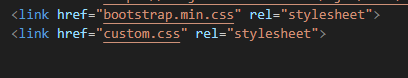 <link href="bootstrap.min.css" rel="stylesheet">
<link href="custom.css" rel="stylesheet">